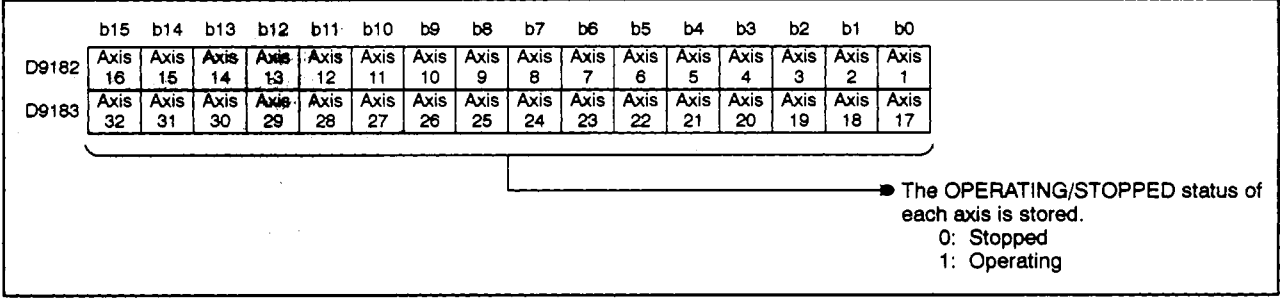 b15 b14 b13 b12 b11 b10 b9 b8 b7 b6 b5 b4 b3 b2 b1 b0
D9182 Axis 16 Axis 15 Axis 14 Axis 13 Axis 12 Axis 11 Axis 10 Axis 9 Axis 8 Axis 7 Axis 6 Axis 5 Axis 4 Axis 3 Axis 2 Axis 1
D9183 Axis 32 Axis 31 Axis 30 Axis 29 Axis 28 Axis 27 Axis 26 Axis 25 Axis 24 Axis 23 Axis 22 Axis 21 Axis 20 Axis 19 Axis 18 Axis 17
The OPERATING/STOPPED status of
each axis is stored.
0: Stopped
1: Operating